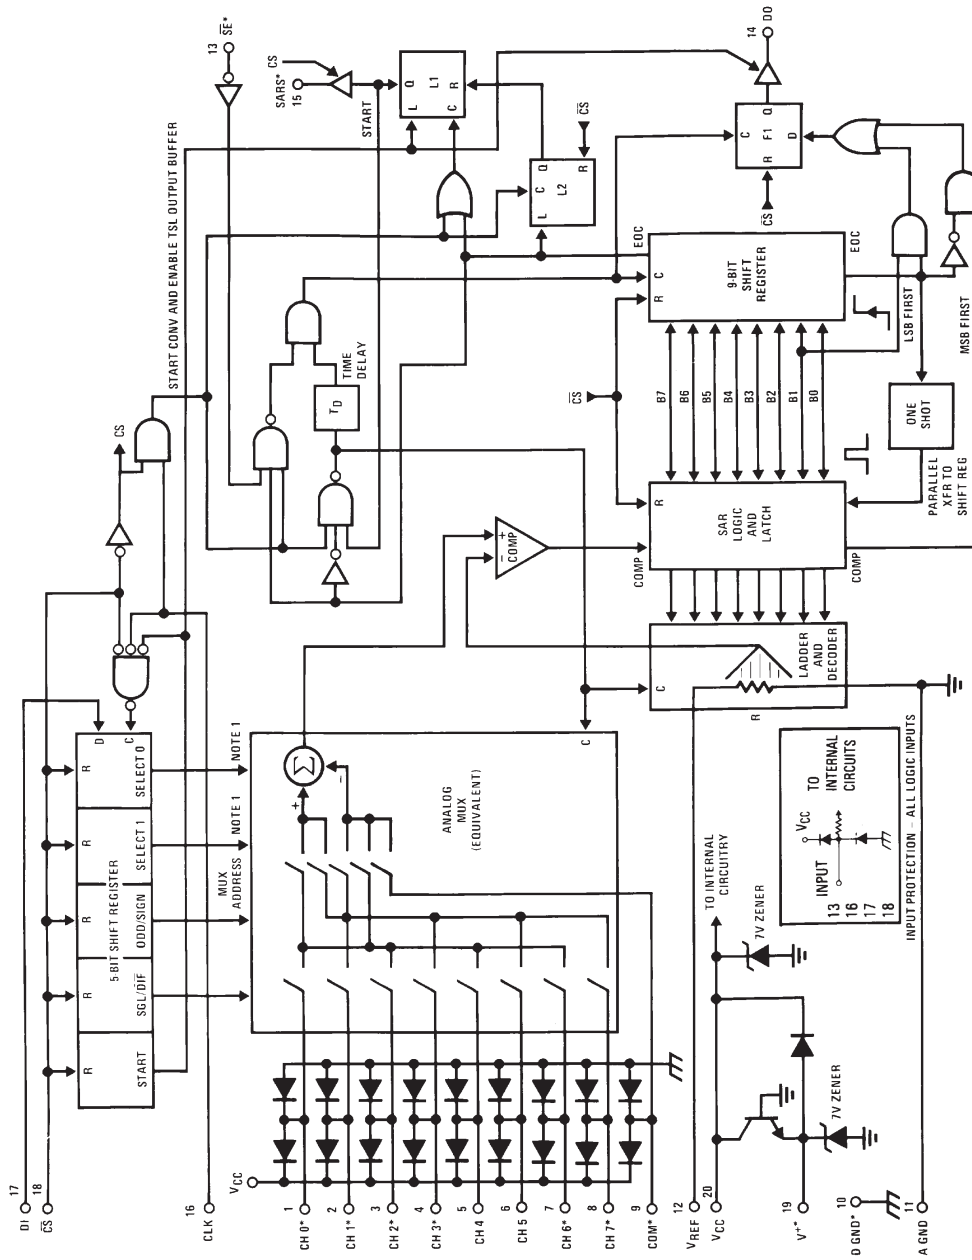 13 SE*
SARS*
15
CS
START
START CONV AND ENABLE TSL OUTPUT BUFFER
Q
L1
L C R
14 DO
Q
F1
C D
R
CS
Q
C L2
L R
CS
EOC
9-BIT
SHIFT
REGISTER
C
R
EOC
LSB FIRST
MSB FIRST
TIME
DELAY
TD
CS
CS
B7
B6
B5
B4
B3
B2
B1
B0
ONE
SHOT
PARALLEL
XFR TO
SHIFT REG
R
SAR
LOGIC
AND
LATCH
COMP
COMP
+
−
COMP
LADDER
AND
DECODER
C
R
D
C
R
SELECT 0
R
SELECT 1
R
ODD/SIGN
R
SGL/DIF
R
START
5-BIT SHIFT REGISTER
NOTE 1
NOTE 1
MUX
ADDRESS
Σ
+
−
C
ANALOG
MUX
(EQUIVALENT)
TO INTERNAL
CIRCUITRY
7V ZENER
7V ZENER
VCC
TO
INTERNAL
CIRCUITS
INPUT
13
16
17
18
INPUT PROTECTION – ALL LOGIC INPUTS
VCC
17
DI
18
CS
16
CLK
1
CH 0*
2
CH 1*
3
CH 2*
4
CH 3*
5
CH 4
6
CH 5
7
CH 6*
8
CH 7*
9
COM*
12
VREF
20
VCC
19
V+*
10
D GND*
11
A GND